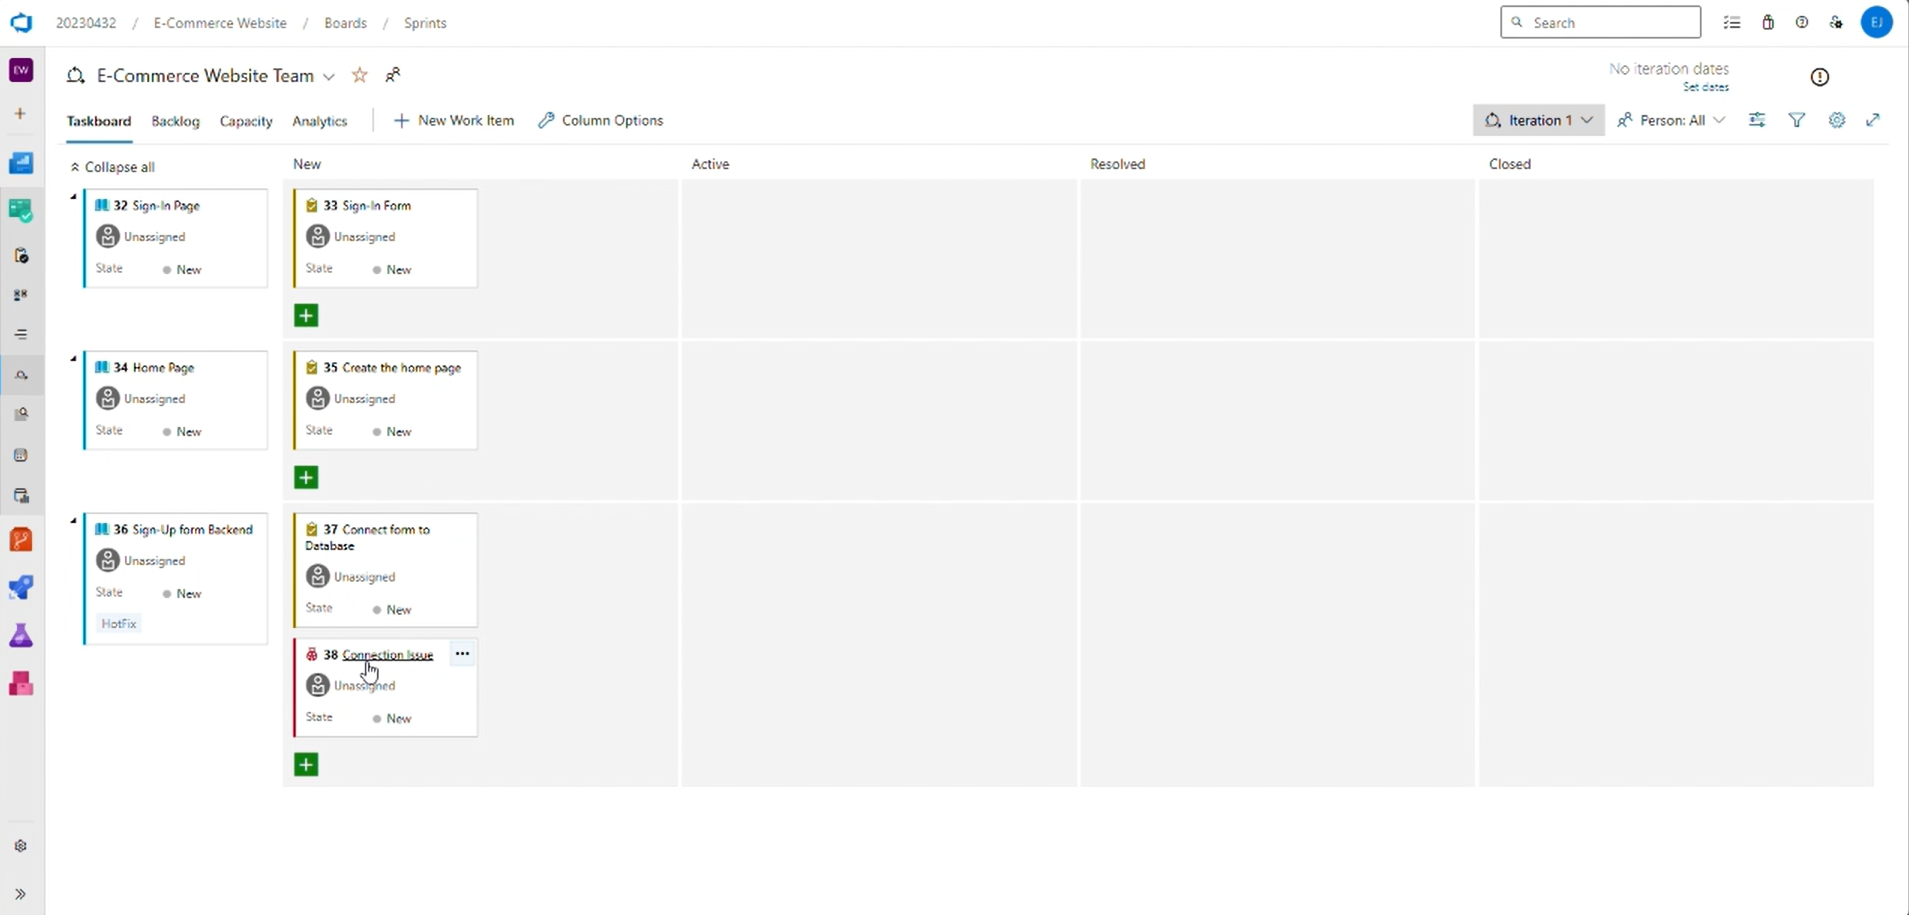 20230432 / E-Commerce Website / Boards / Sprints
Search
EJ
EW
E-Commerce Website Team
No iteration dates
Set dates
Taskboard Backlog Capacity Analytics New Work Item Column Options
Iteration 1 Person: All
Collapse all New Active Resolved Closed
32 Sign-In Page
Unassigned
State New
33 Sign-In Form
Unassigned
State New
34 Home Page
Unassigned
State New
35 Create the home page
Unassigned
State New
36 Sign-Up form Backend
Unassigned
State New
HotFix
37 Connect form to
Database
Unassigned
State New
38 Connection Issue
Unassigned
State New